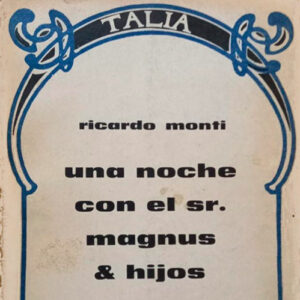 TALIA
ricardo monti
una noche
con el sr.
magnus
& hijos